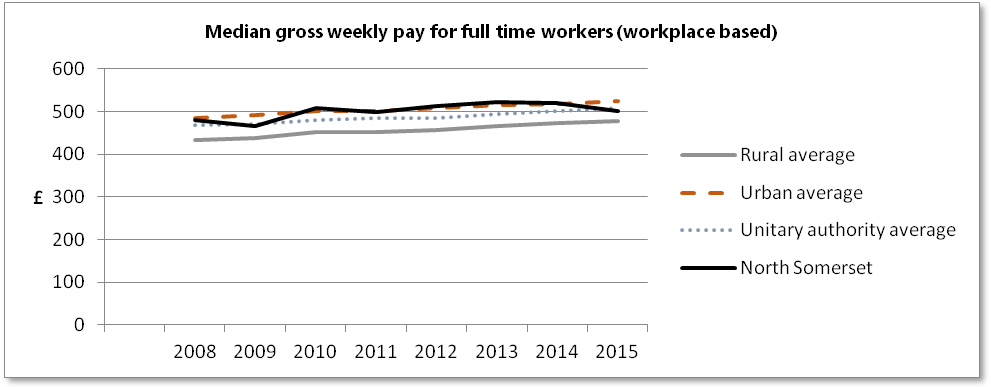 Median gross weekly pay for full time workers (workplace based)
600
500
400
300
200
100
0
£
2008 2009 2010 2011 2012 2013 2014 2015
Rural average
Urban average
Unitary authority average
North Somerset